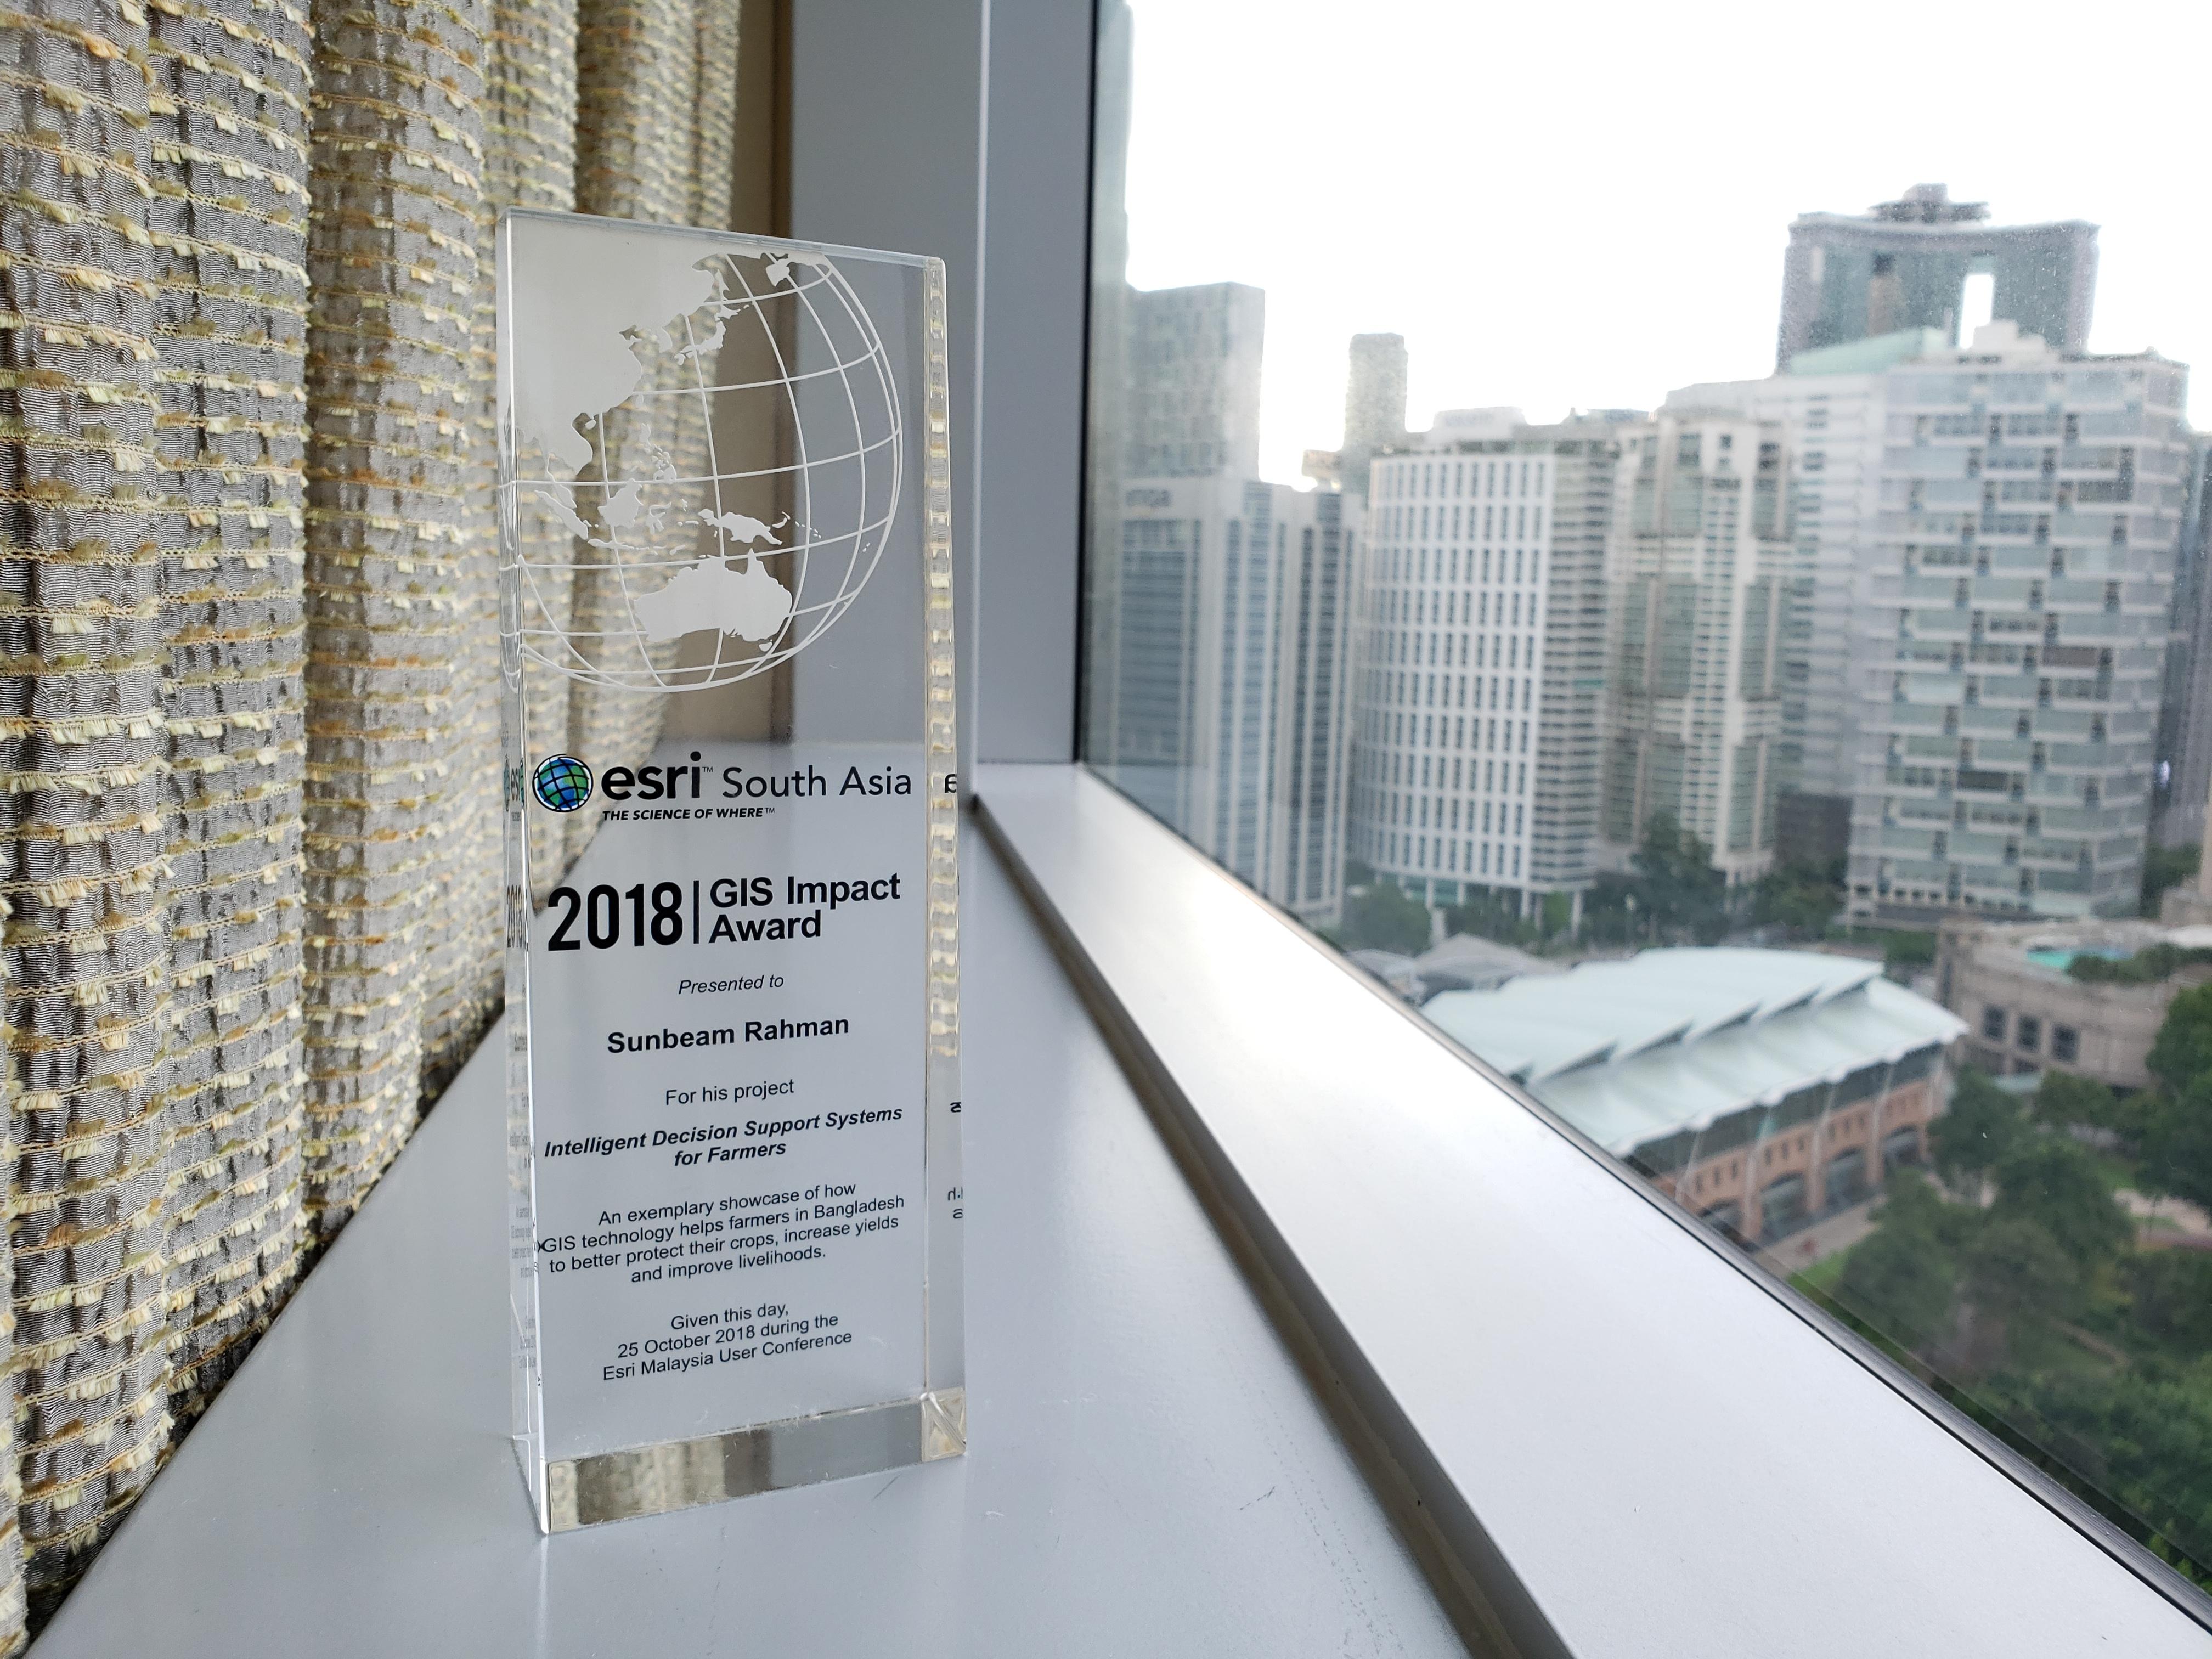 esri™ South Asia
THE SCIENCE OF WHERE™
2018 | GIS Impact
Award
Presented to
Sunbeam Rahman
For his project
Intelligent Decision Support Systems
for Farmers
An exemplary showcase of how
GIS technology helps farmers in Bangladesh
to better protect their crops, increase yields
and improve livelihoods.
Given this day,
25 October 2018 during the
Esri Malaysia User Conference